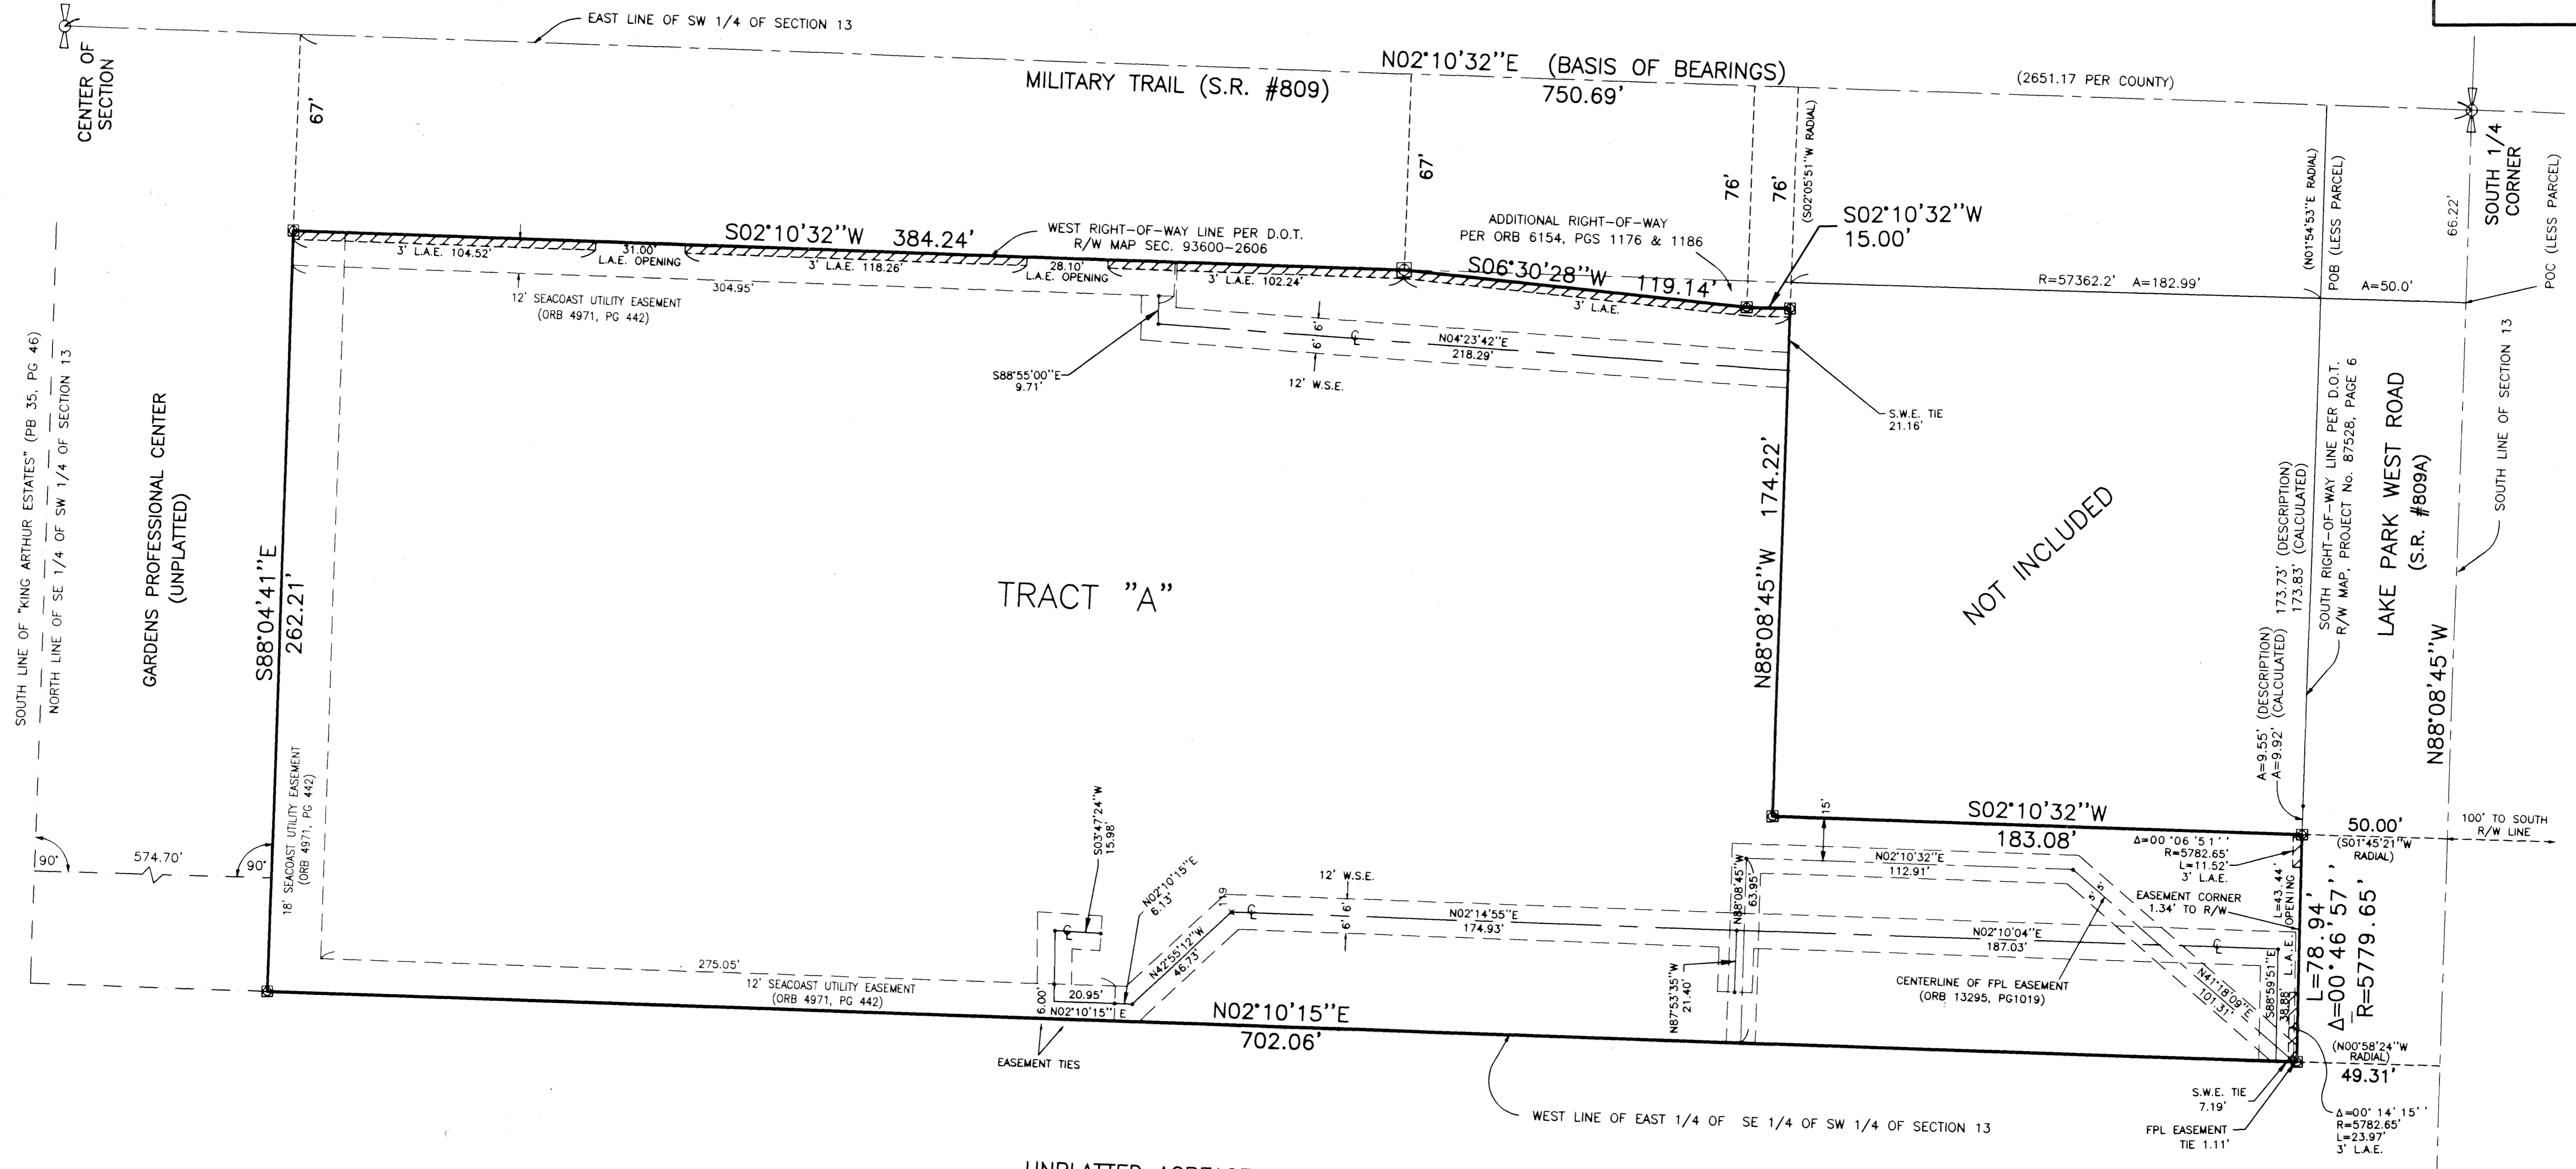 EAST LINE OF SW 1/4 OF SECTION 13
CENTER OF
SECTION
67'
MILITARY TRAIL (S.R. #809)
N02°10'32''E (BASIS OF BEARINGS)
750.69'
(2651.17 PER COUNTY)
67'
76'
76'
(S02°05'51''W RADIAL)
S02°10'32''W
15.00'
(N01°54'53''E RADIAL)
POB (LESS PARCEL)
66.22'
SOUTH 1/4
CORNER
POC (LESS PARCEL)
S02°10'32''W 384.24'
WEST RIGHT-OF-WAY LINE PER D.O.T.
R/W MAP SEC. 93600-2606
ADDITIONAL RIGHT-OF-WAY
PER ORB 6154, PGS 1176 & 1186
S06°30'28''W 119.14'
3' L.A.E.
3' L.A.E. 104.52'
31.00'
L.A.E. OPENING
3' L.A.E. 118.26'
28.10'
L.A.E. OPENING
3' L.A.E. 102.24'
R=57362.2' A=182.99'
A=50.0'
304.95'
12' SEACOAST UTILITY EASEMENT
(ORB 4971, PG 442)
S88°55'00''E
9.71'
6'
6'
℄
12' W.S.E.
N04°23'42''E
218.29'
S.W.E. TIE
21.16'
SOUTH LINE OF "KING ARTHUR ESTATES" (PB 35, PG 46)
NORTH LINE OF SE 1/4 OF SW 1/4 OF SECTION 13
GARDENS PROFESSIONAL CENTER
(UNPLATTED)
S88°04'41''E
262.21'
TRACT "A"
N88°08'45''W 174.22'
NOT INCLUDED
A=9.55' (DESCRIPTION) 173.73' (DESCRIPTION)
A=9.92' (CALCULATED) 173.83' (CALCULATED)
SOUTH RIGHT-OF-WAY LINE PER D.O.T.
R/W MAP, PROJECT No. 87528, PAGE 6
LAKE PARK WEST ROAD
(S.R. #809A)
N88°08'45''W
SOUTH LINE OF SECTION 13
90°
574.70'
90°
18' SEACOAST UTILITY EASEMENT
(ORB 4971, PG 442)
275.05'
12' SEACOAST UTILITY EASEMENT
(ORB 4971, PG 442)
S03°47'24''W
15.98'
℄
N02°10'15''E
6.13'
6.00'
20.95'
N02°10'15''E
EASEMENT TIES
N42°55'12''W
46.73'
℄
12' W.S.E.
6'
6'
N02°14'55''E
174.93'
N02°10'15''E
702.06'
15'
S02°10'32''W
183.08'
N88°08'45''W
63.95'
N02°10'32''E
112.91'
N87°53'35''W
21.40'
N02°10'04''E
187.03'
℄
5'
5'
CENTERLINE OF FPL EASEMENT
(ORB 13295, PG1019)
N41°18'09''E
101.31'
S88°59'51''E
38.88'
Δ=00°06'51''
R=5782.65'
L=11.52'
3' L.A.E.
EASEMENT CORNER
1.34' TO R/W
L=43.44'
L.A.E. OPENING
L=78.94'
Δ=00°46'57''
R=5779.65'
50.00'
(S01°45'21''W
RADIAL)
100' TO SOUTH
R/W LINE
(N00°58'24''W
RADIAL)
49.31'
S.W.E. TIE
7.19'
FPL EASEMENT
TIE 1.11'
Δ=00°14'15''
R=5782.65'
L=23.97'
3' L.A.E.
WEST LINE OF EAST 1/4 OF SE 1/4 OF SW 1/4 OF SECTION 13